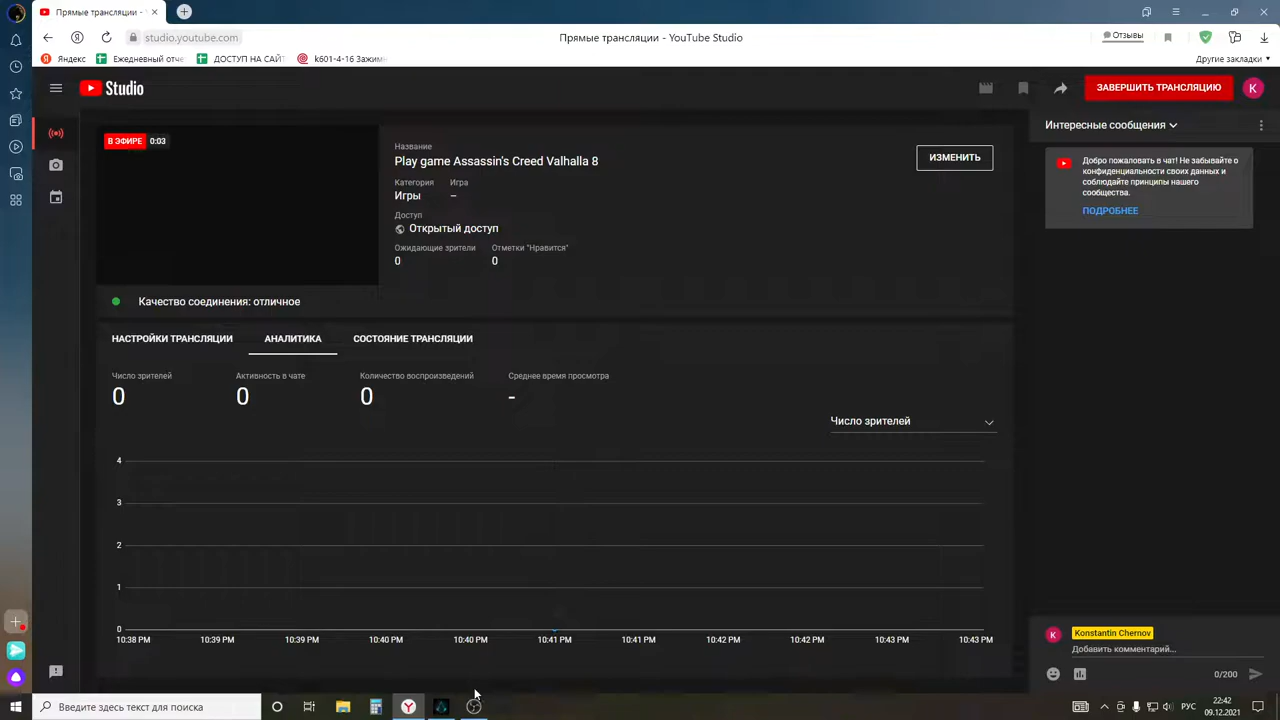 Прямые трансляции -
studio.youtube.com
Прямые трансляции - YouTube Studio
Отзывы
Яндекс
Ежедневный отче
ДОСТУП НА САЙТ
k601-4-16 Зажим
Другие закладки
Studio
ЗАВЕРШИТЬ ТРАНСЛЯЦИЮ
K
В ЭФИРЕ 0:03
Название
Play game Assassin's Creed Valhalla 8
ИЗМЕНИТЬ
Категория Игра
Игры –
Доступ
Открытый доступ
Ожидающие зрители Отметки "Нравится"
0 0
Качество соединения: отличное
НАСТРОЙКИ ТРАНСЛЯЦИИ АНАЛИТИКА СОСТОЯНИЕ ТРАНСЛЯЦИИ
Число зрителей Активность в чате Количество воспроизведений Среднее время просмотра
0 0 0 -
Число зрителей
4
3
2
1
0
10:38 PM 10:39 PM 10:39 PM 10:40 PM 10:40 PM 10:41 PM 10:41 PM 10:42 PM 10:42 PM 10:43 PM 10:43 PM
Интересные сообщения
Добро пожаловать в чат! Не забывайте о
конфиденциальности своих данных и
соблюдайте принципы нашего
сообщества.
ПОДРОБНЕЕ
K Konstantin Chernov
Добавить комментарий...
0/200
Введите здесь текст для поиска
РУС
22:42
09.12.2021